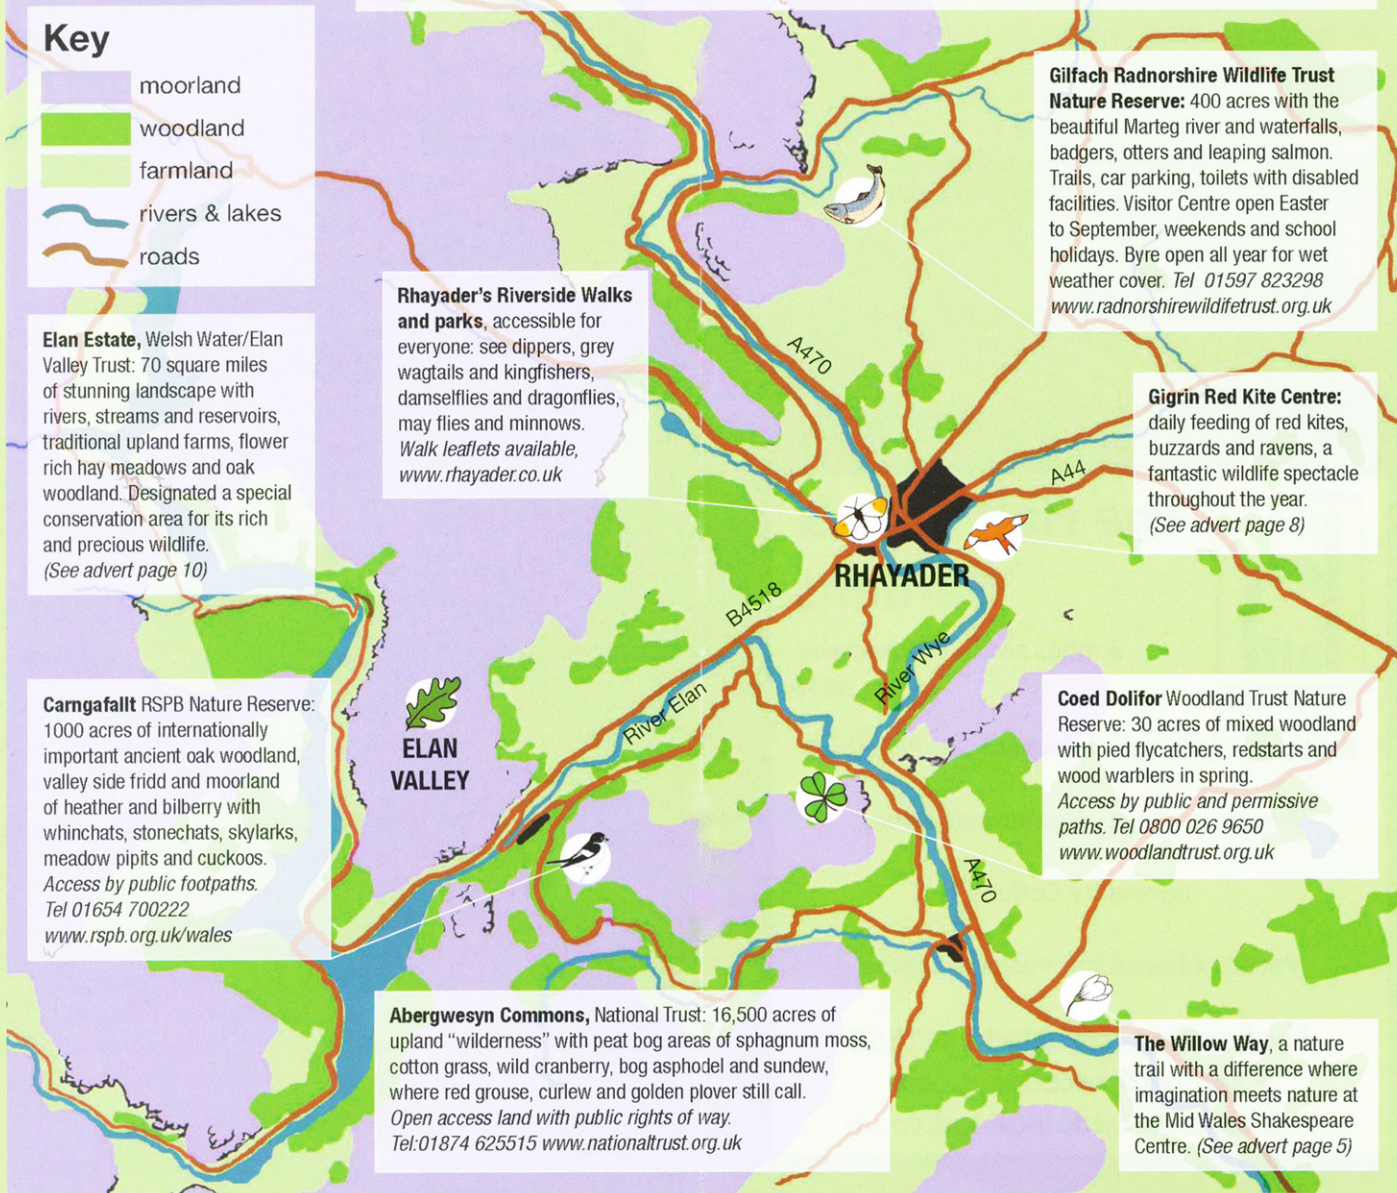 Key
moorland
woodland
farmland
rivers & lakes
roads
Gilfach Radnorshire Wildlife Trust
Nature Reserve: 400 acres with the
beautiful Marteg river and waterfalls,
badgers, otters and leaping salmon.
Trails, car parking, toilets with disabled
facilities. Visitor Centre open Easter
to September, weekends and school
holidays. Byre open all year for wet
weather cover. Tel 01597 823298
www.radnorshirewildifetrust.org.uk
Rhayader's Riverside Walks
and parks, accessible for
everyone: see dippers, grey
wagtails and kingfishers,
damselflies and dragonflies,
may flies and minnows.
Walk leaflets available,
www.rhayader.co.uk
Elan Estate, Welsh Water/Elan
Valley Trust: 70 square miles
of stunning landscape with
rivers, streams and reservoirs,
traditional upland farms, flower
rich hay meadows and oak
woodland. Designated a special
conservation area for its rich
and precious wildlife.
(See advert page 10)
A470
Gigrin Red Kite Centre:
daily feeding of red kites,
buzzards and ravens, a
fantastic wildlife spectacle
throughout the year.
(See advert page 8)
A44
RHAYADER
B4518
River Wye
River Elan
ELAN
VALLEY
Carngafallt RSPB Nature Reserve:
1000 acres of internationally
important ancient oak woodland,
valley side fridd and moorland
of heather and bilberry with
whinchats, stonechats, skylarks,
meadow pipits and cuckoos.
Access by public footpaths.
Tel 01654 700222
www.rspb.org.uk/wales
Coed Dolifor Woodland Trust Nature
Reserve: 30 acres of mixed woodland
with pied flycatchers, redstarts and
wood warblers in spring.
Access by public and permissive
paths. Tel 0800 026 9650
www.woodlandtrust.org.uk
A470
Abergwesyn Commons, National Trust: 16,500 acres of
upland “wilderness” with peat bog areas of sphagnum moss,
cotton grass, wild cranberry, bog asphodel and sundew,
where red grouse, curlew and golden plover still call.
Open access land with public rights of way.
Tel:01874 625515 www.nationaltrust.org.uk
The Willow Way, a nature
trail with a difference where
imagination meets nature at
the Mid Wales Shakespeare
Centre. (See advert page 5)